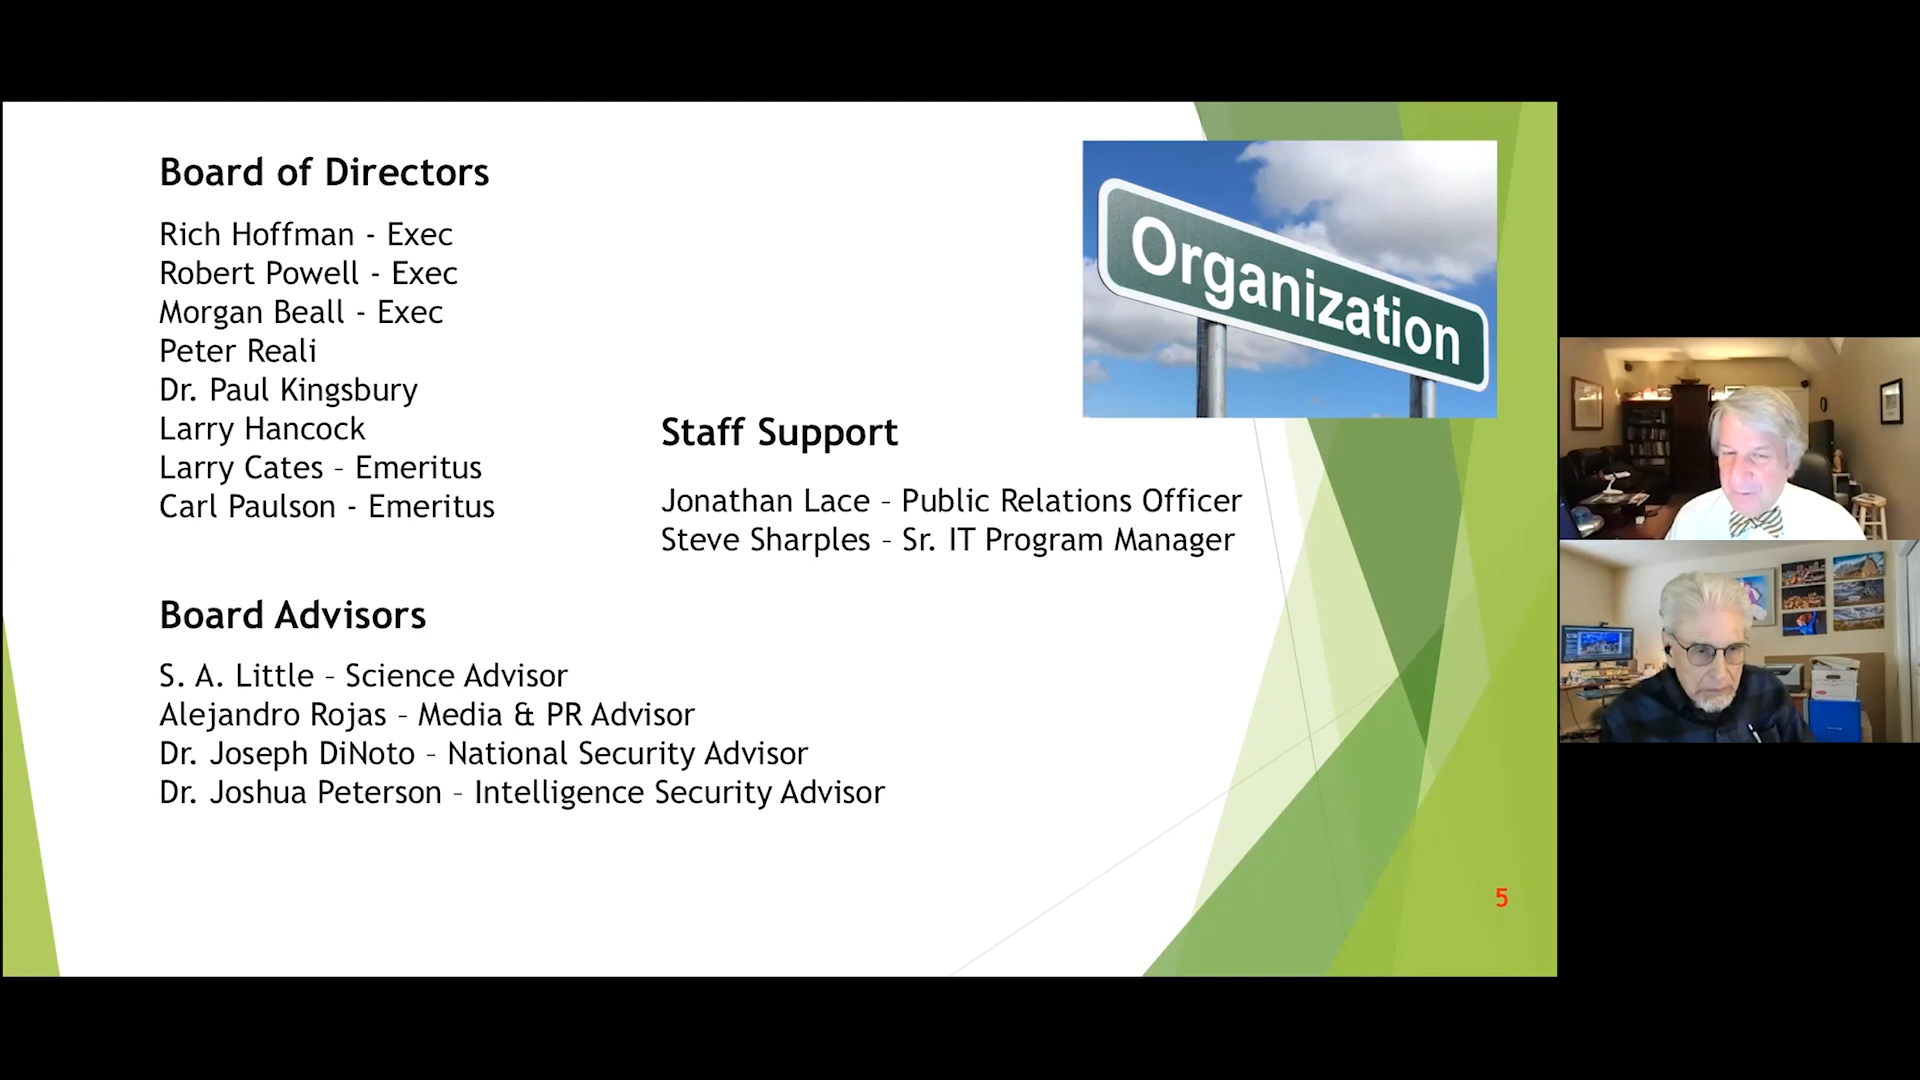 Board of Directors
Rich Hoffman - Exec
Robert Powell - Exec
Morgan Beall - Exec
Peter Reali
Dr. Paul Kingsbury
Larry Hancock
Larry Cates – Emeritus
Carl Paulson - Emeritus
Board Advisors
S. A. Little – Science Advisor
Alejandro Rojas – Media & PR Advisor
Dr. Joseph DiNoto – National Security Advisor
Dr. Joshua Peterson – Intelligence Security Advisor
Organization
Staff Support
Jonathan Lace – Public Relations Officer
Steve Sharples – Sr. IT Program Manager
5